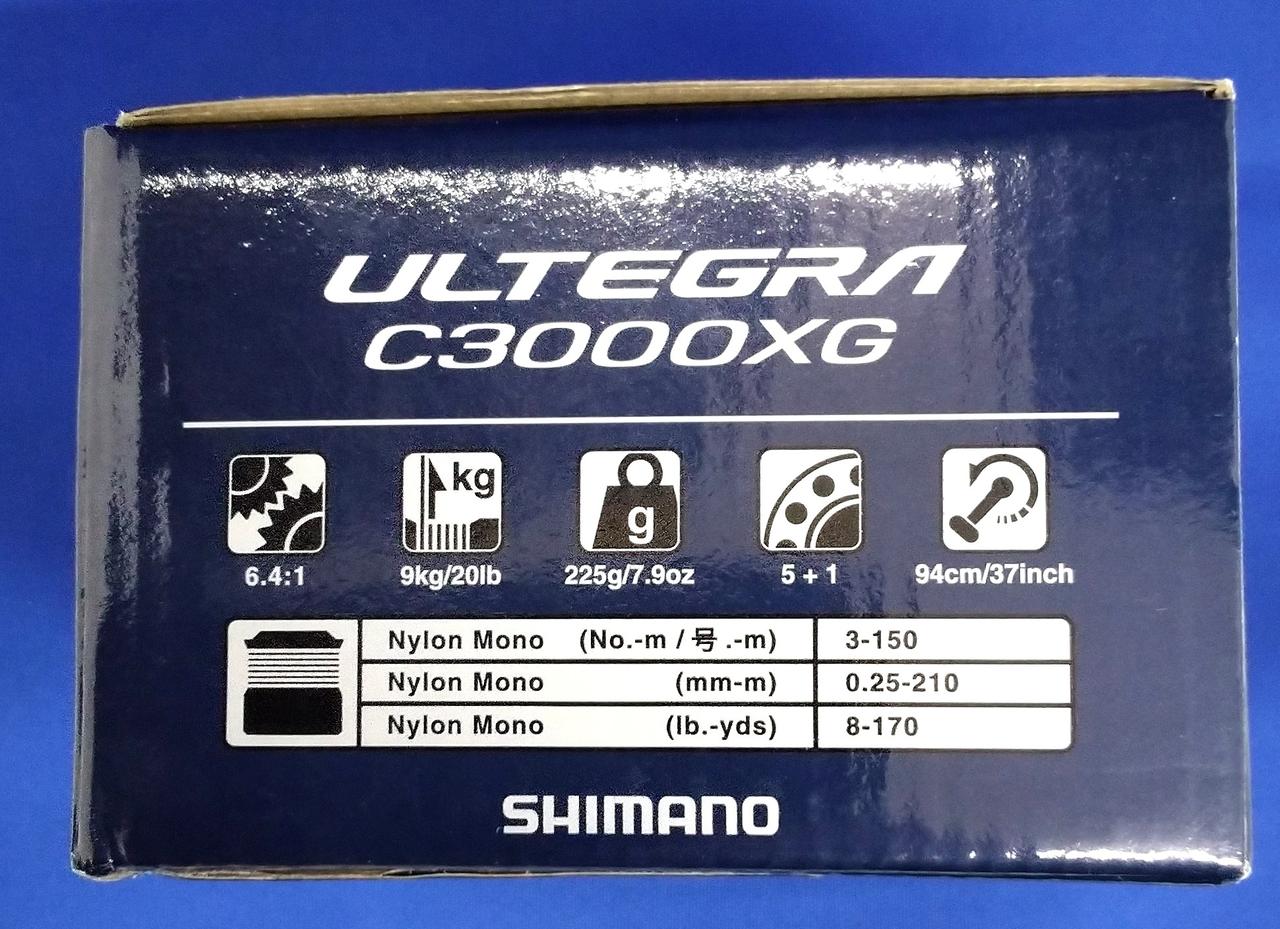 ULTEGRA
C3000XG
kg
g
6.4:1 9kg/20lb 225g/7.9oz 5+1 94cm/37inch
Nylon Mono (No.-m / 号.-m) 3-150
Nylon Mono (mm-m) 0.25-210
Nylon Mono (lb.-yds) 8-170
SHIMANO